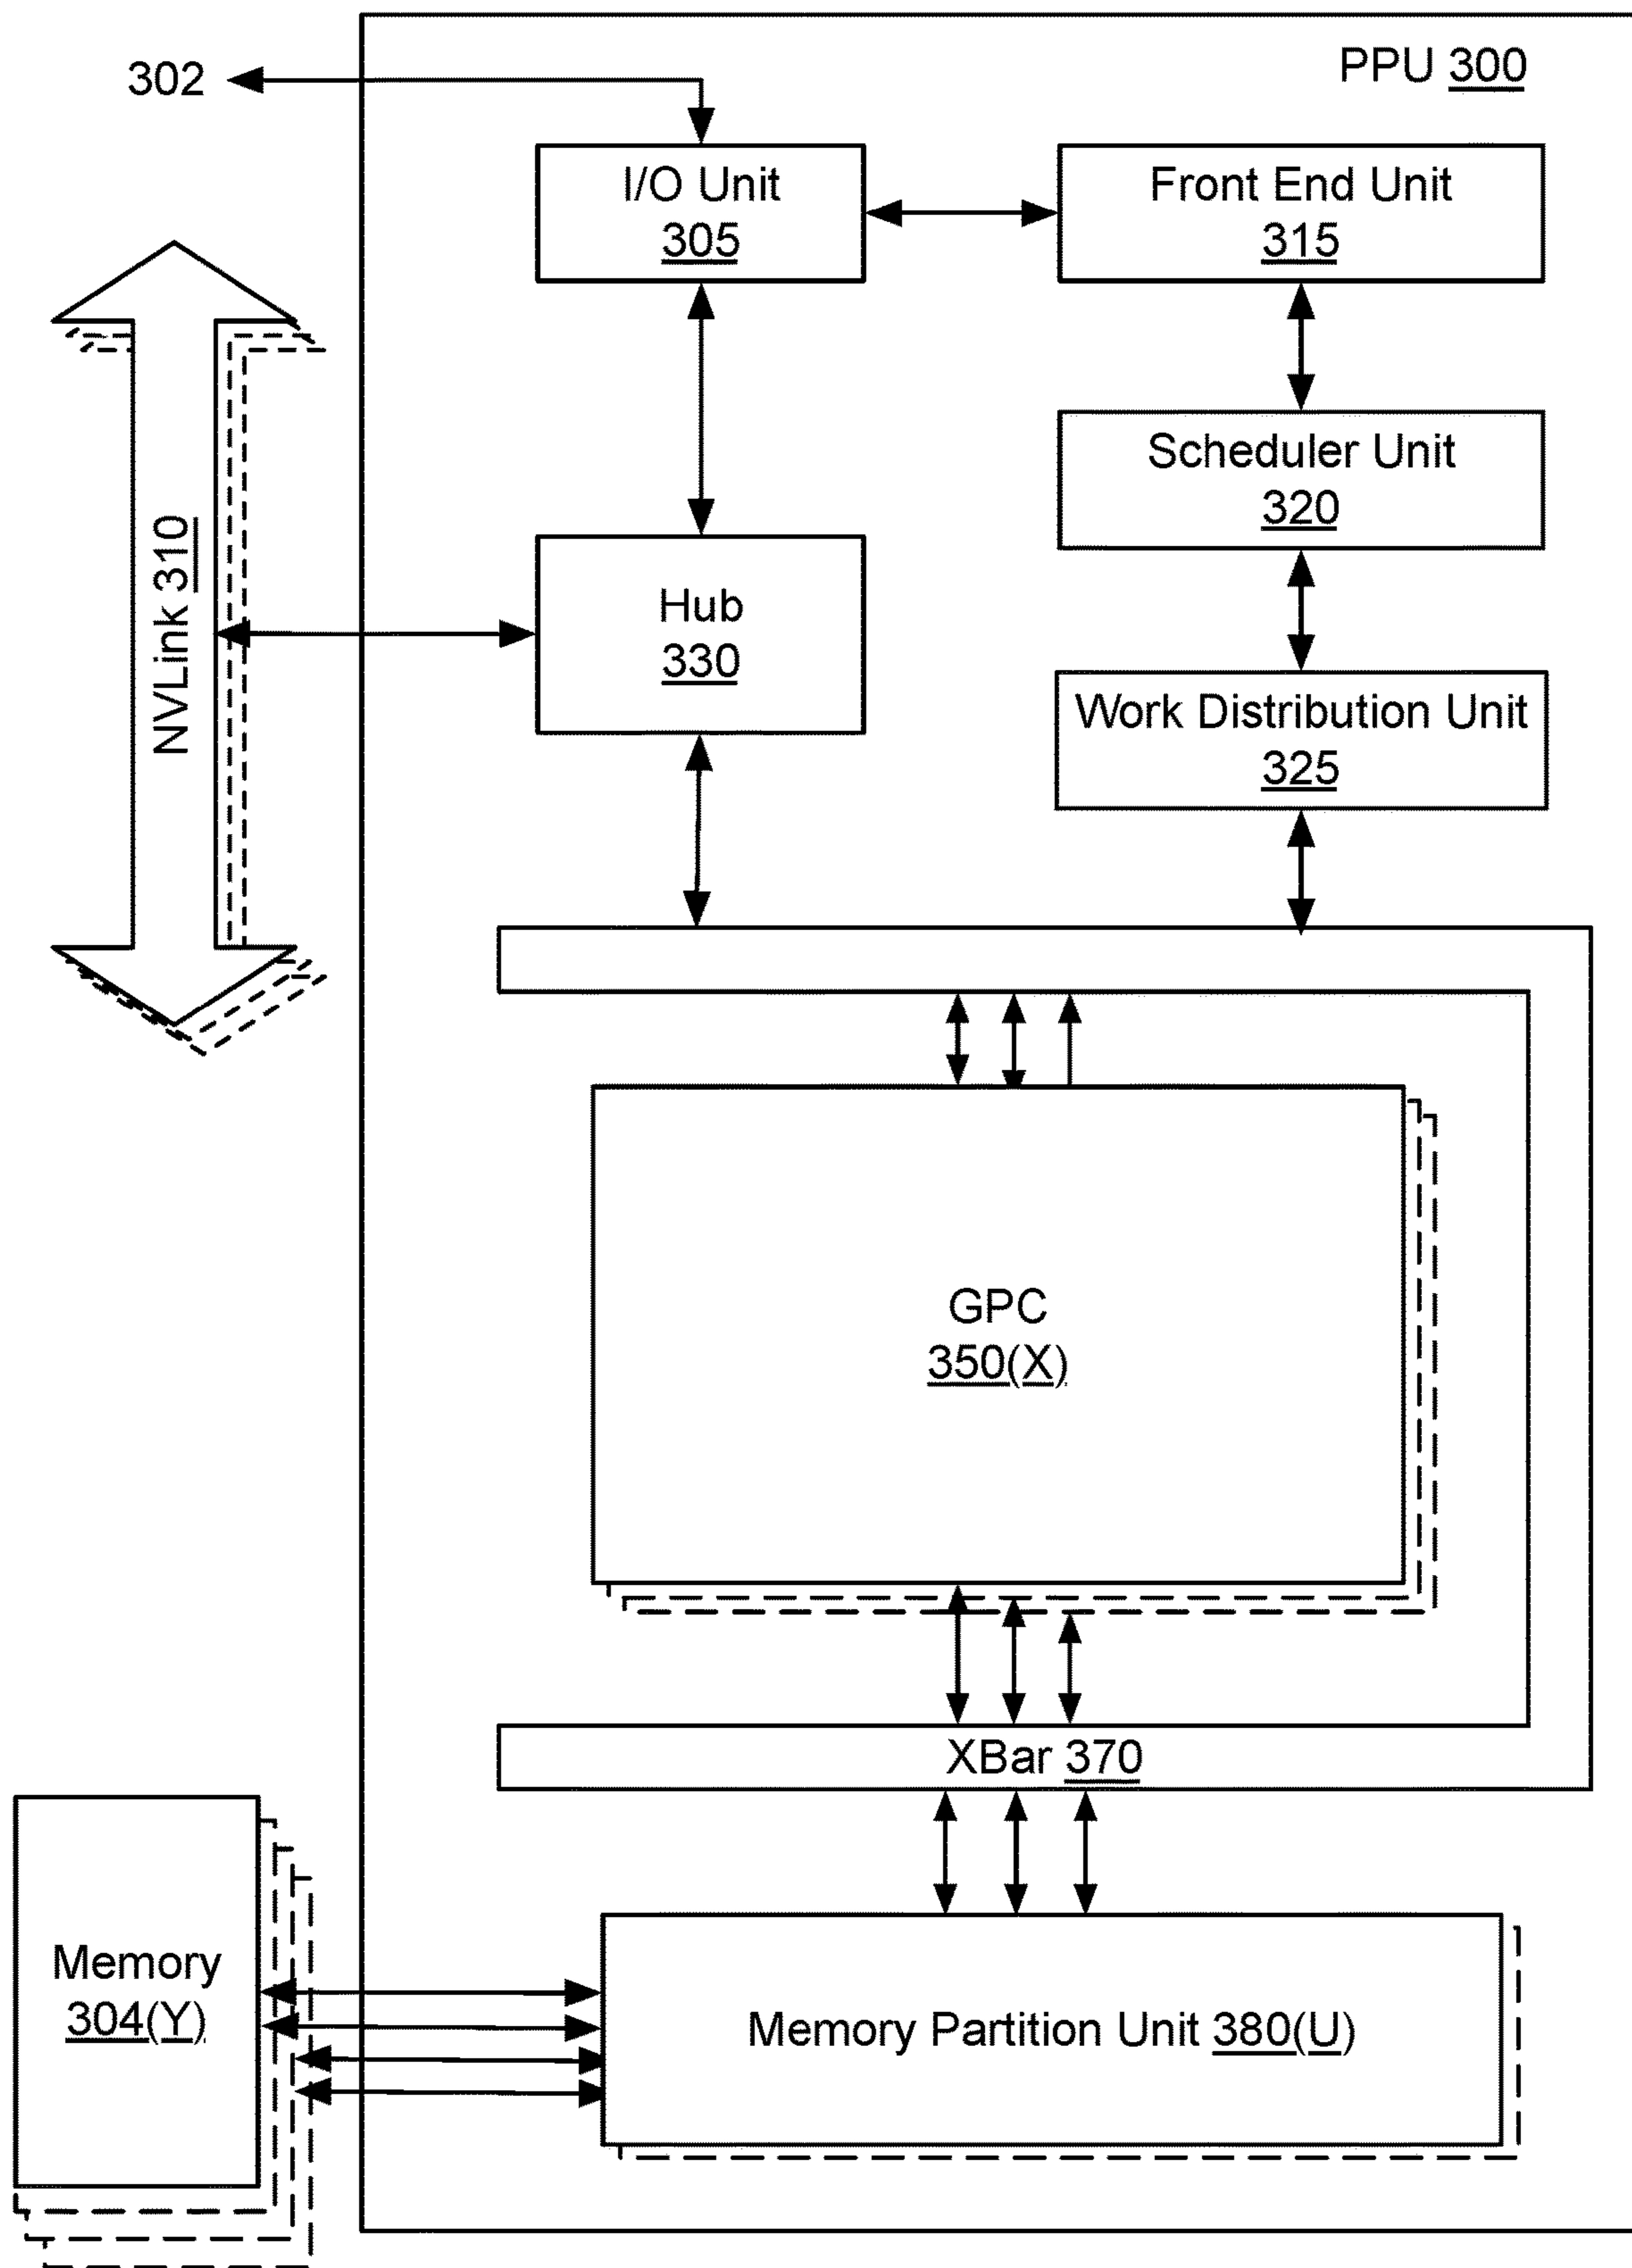 PPU 300
302
I/O Unit
305
Front End Unit
315
Scheduler Unit
320
NVLink 310
Hub
330
Work Distribution Unit
325
GPC
350(X)
XBar 370
Memory
304(Y)
Memory Partition Unit 380(U)